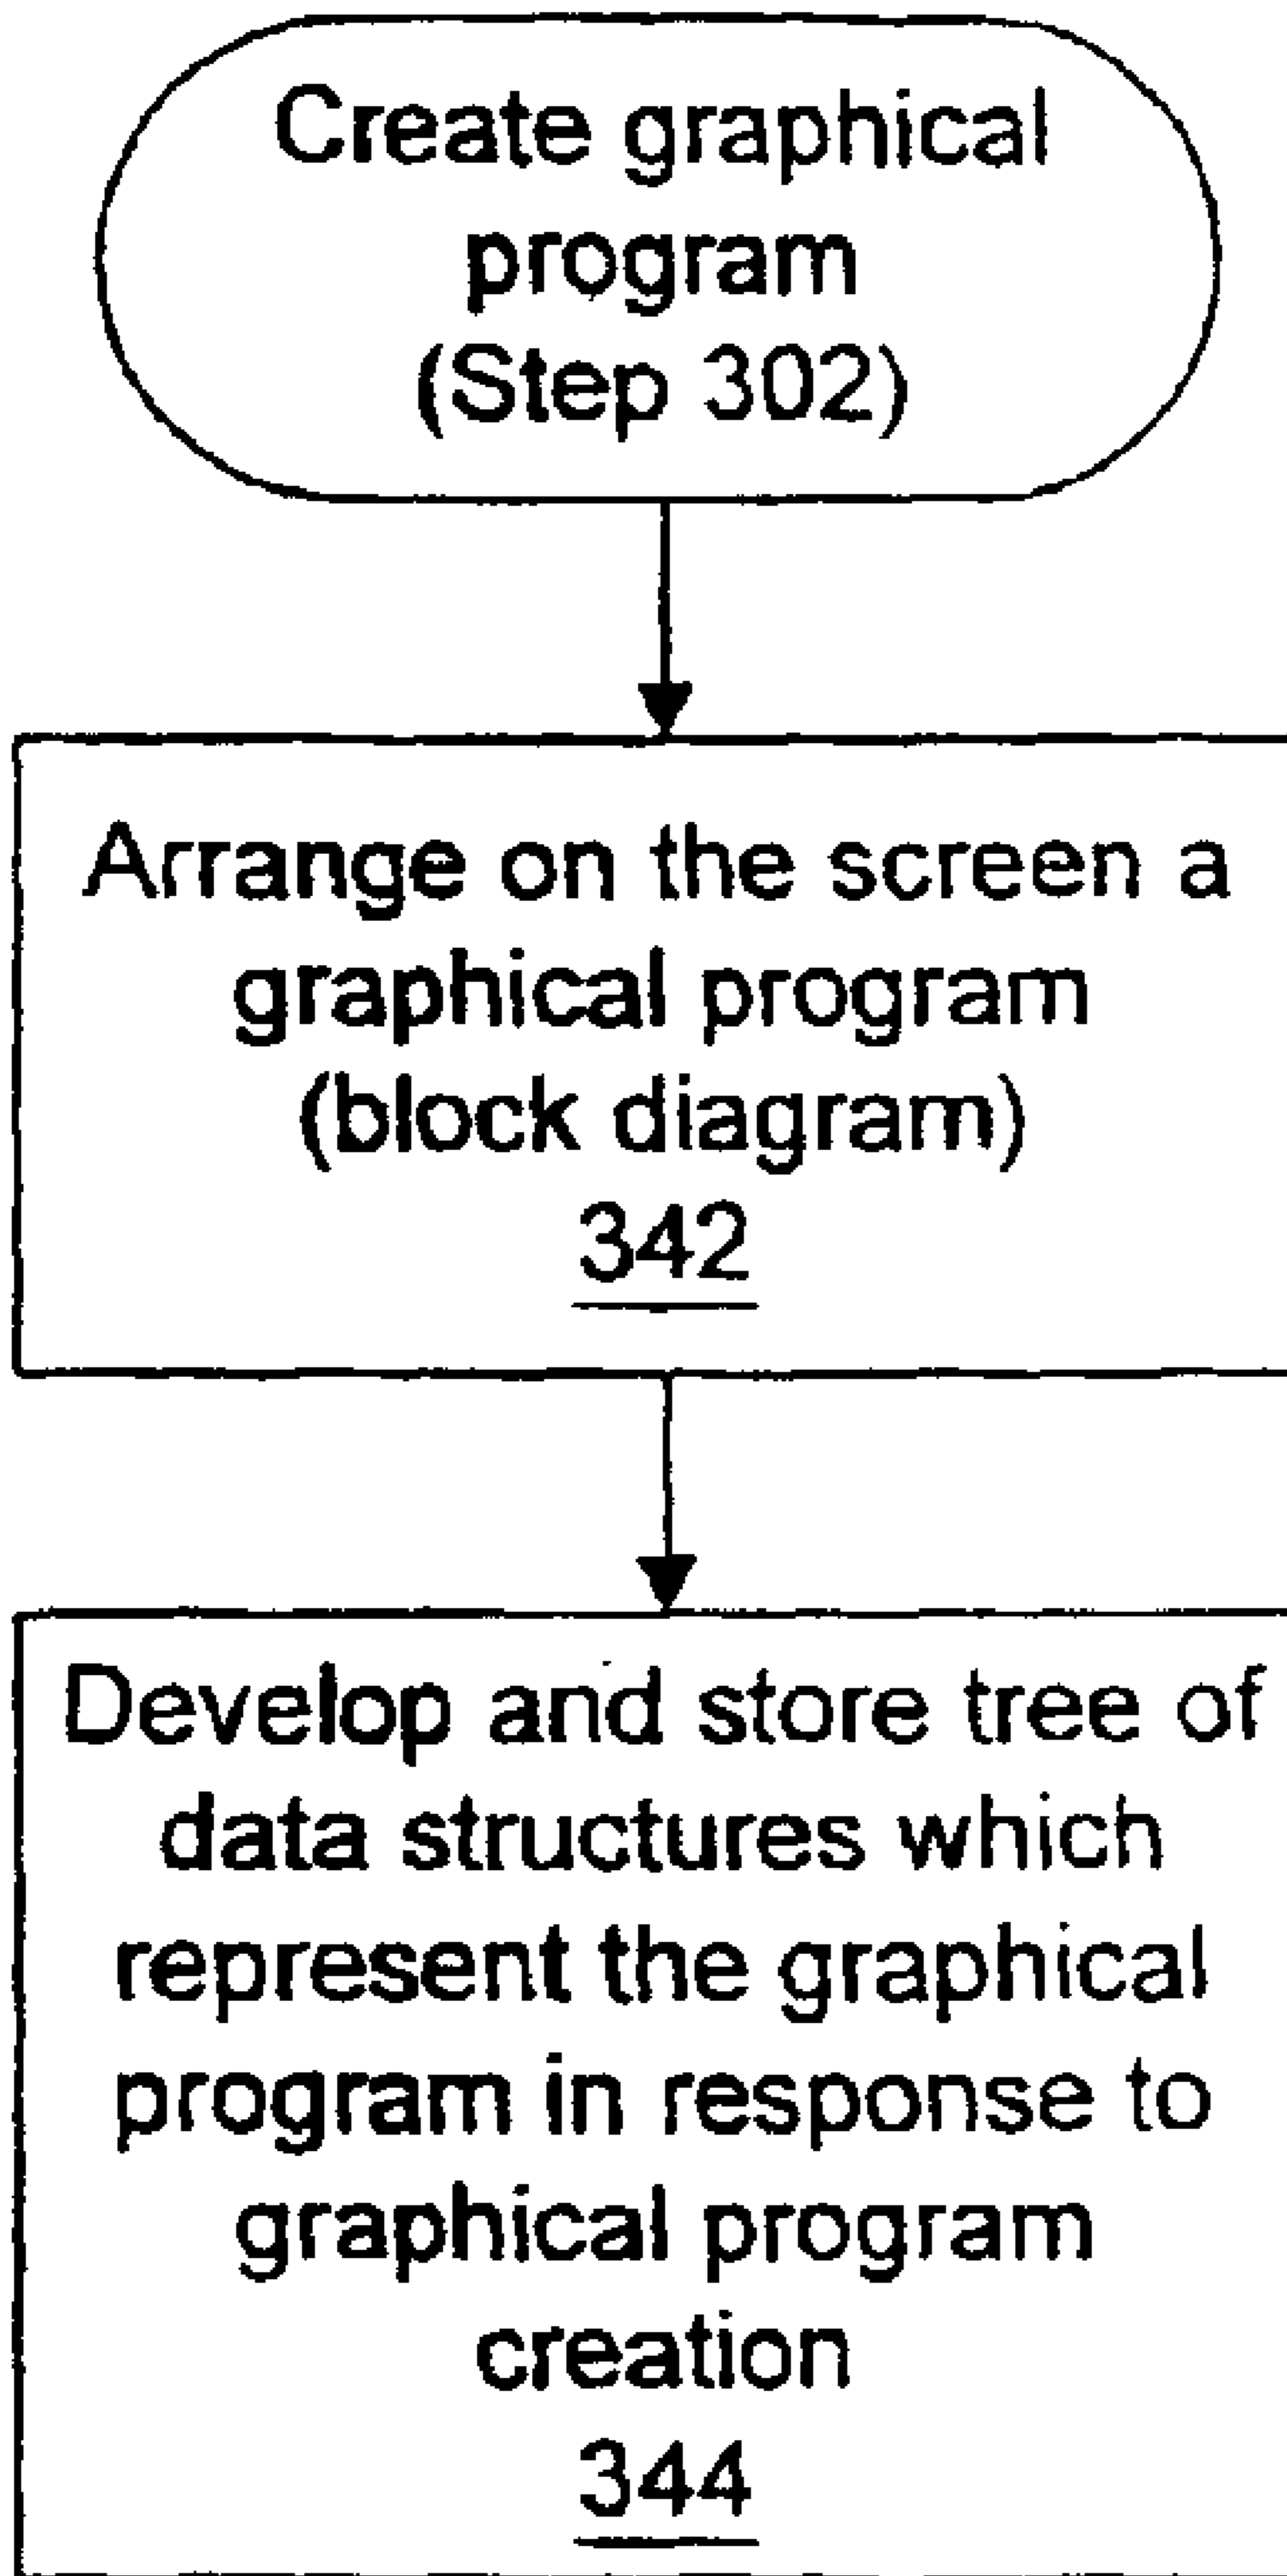 Create graphical
program
(Step 302)
Arrange on the screen a
graphical program
(block diagram)
342
Develop and store tree of
data structures which
represent the graphical
program in response to
graphical program
creation
344